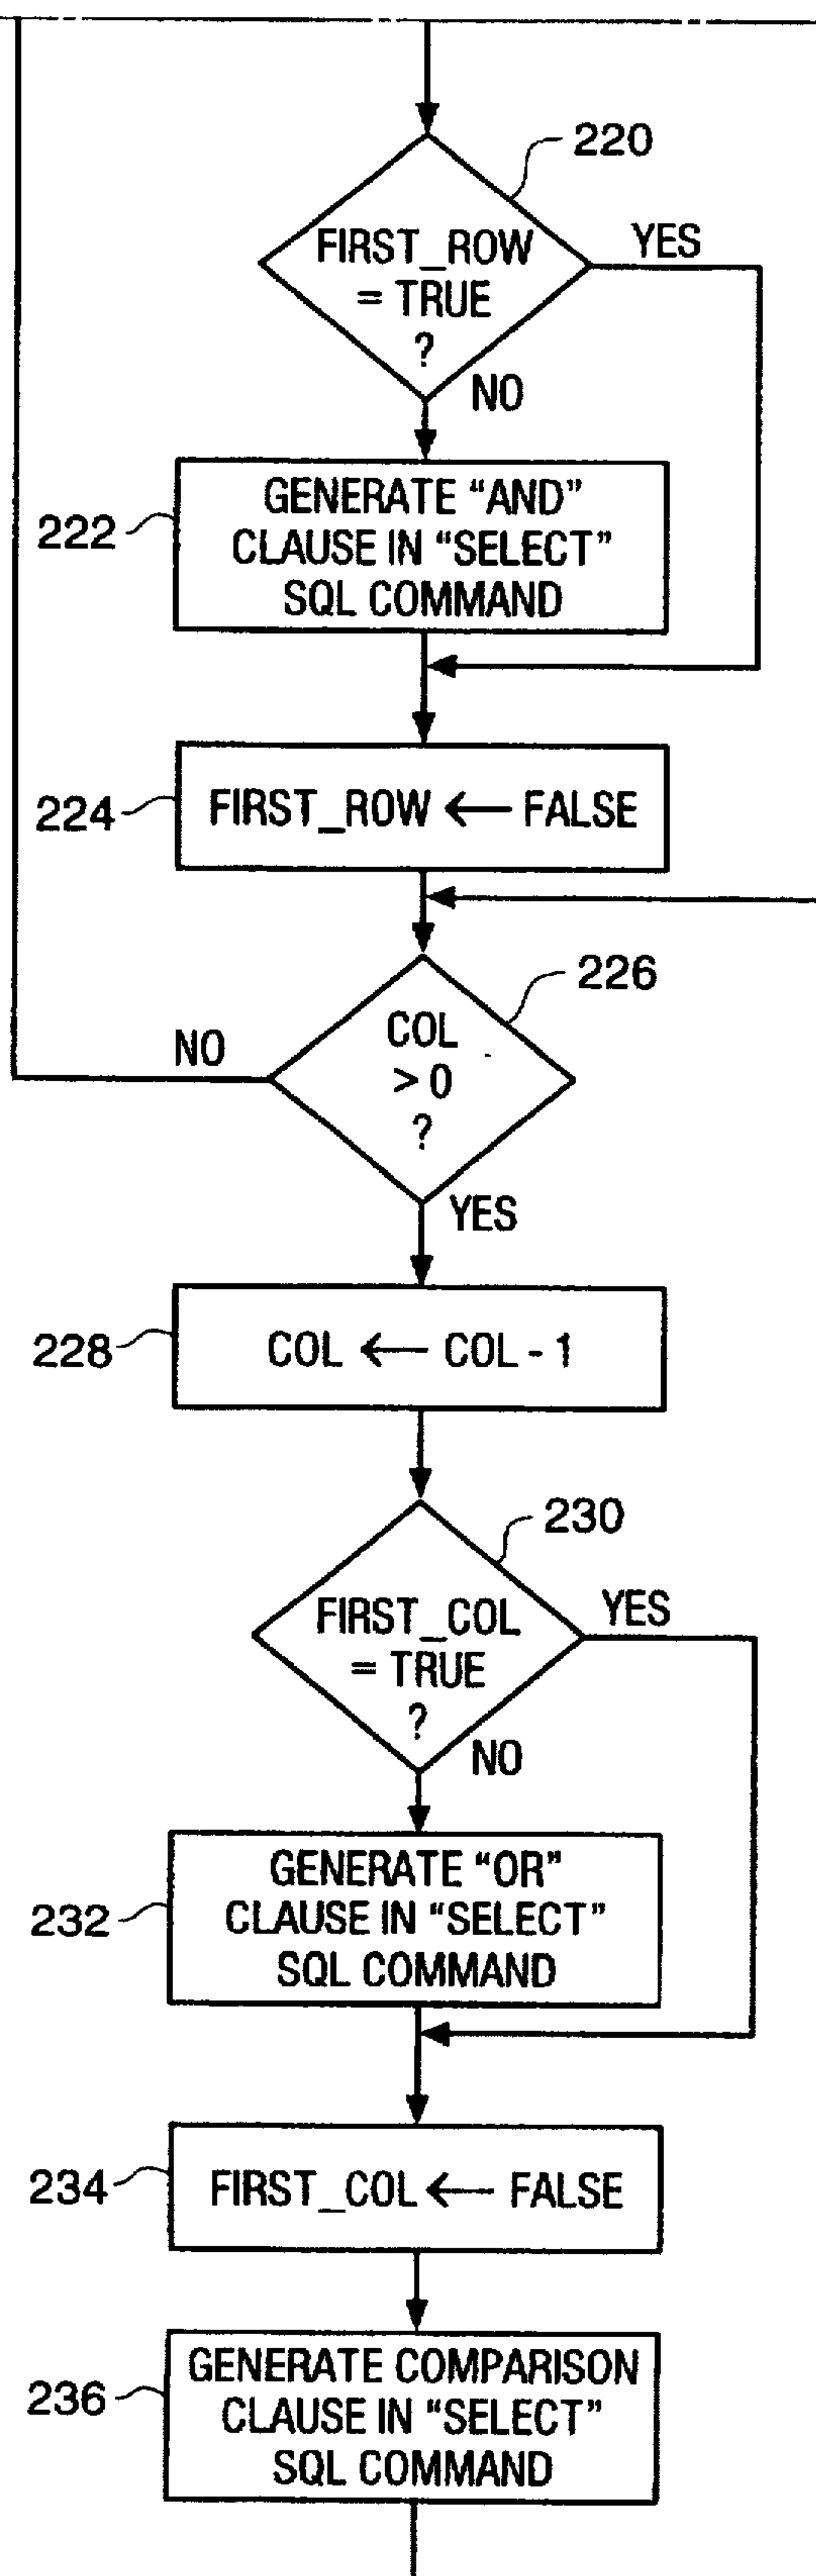 220
FIRST_ROW
= TRUE
?
YES
NO
222
GENERATE “AND”
CLAUSE IN “SELECT”
SQL COMMAND
224
FIRST_ROW ← FALSE
226
COL
> 0
?
NO
YES
228
COL ← COL - 1
230
FIRST_COL
= TRUE
?
YES
NO
232
GENERATE “OR”
CLAUSE IN “SELECT”
SQL COMMAND
234
FIRST_COL ← FALSE
236
GENERATE COMPARISON
CLAUSE IN “SELECT”
SQL COMMAND